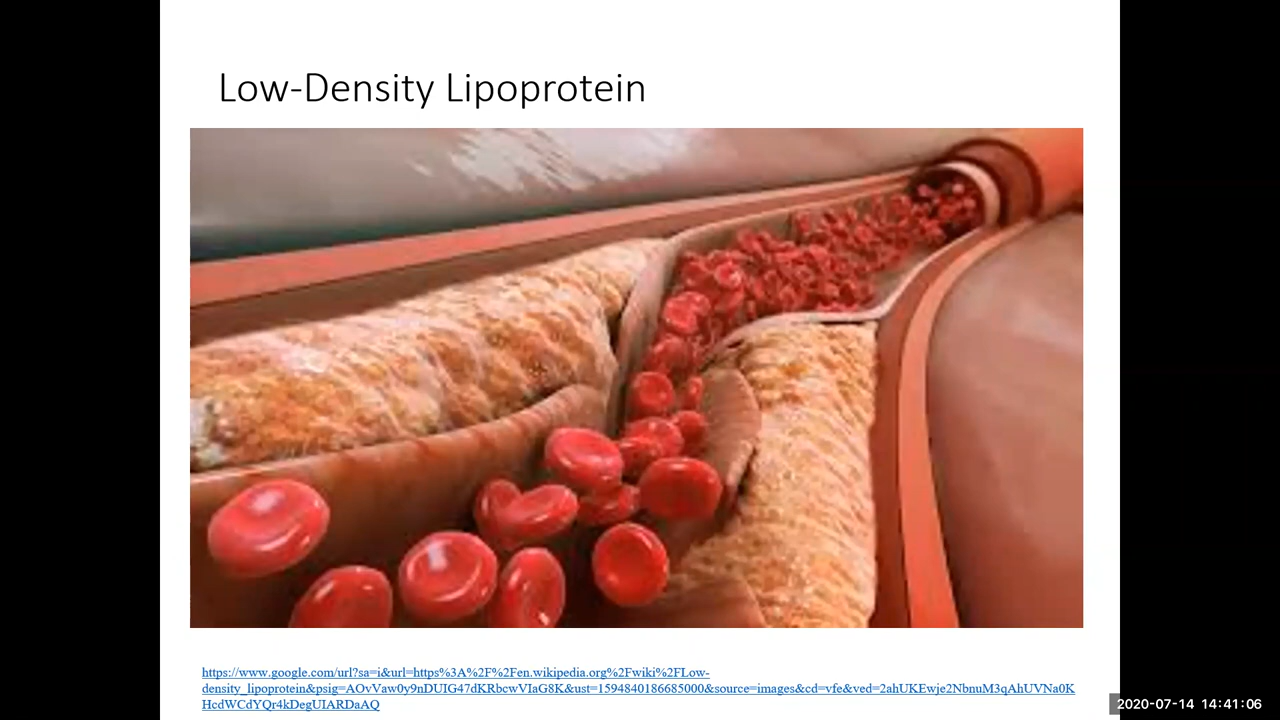 Low-Density Lipoprotein
https://www.google.com/url?sa=i&url=https%3A%2F%2Fen.wikipedia.org%2Fwiki%2FLow-
density_lipoprotein&psig=AOvVaw0y9nDUIG47dKRbcwVIaG8K&ust=1594840186685000&source=images&cd=vfe&ved=2ahUKEwje2NbnuM3qAhUVNa0K
HcdWCdYQr4kDegUIARDaAQ
2020-07-14 14:41:06